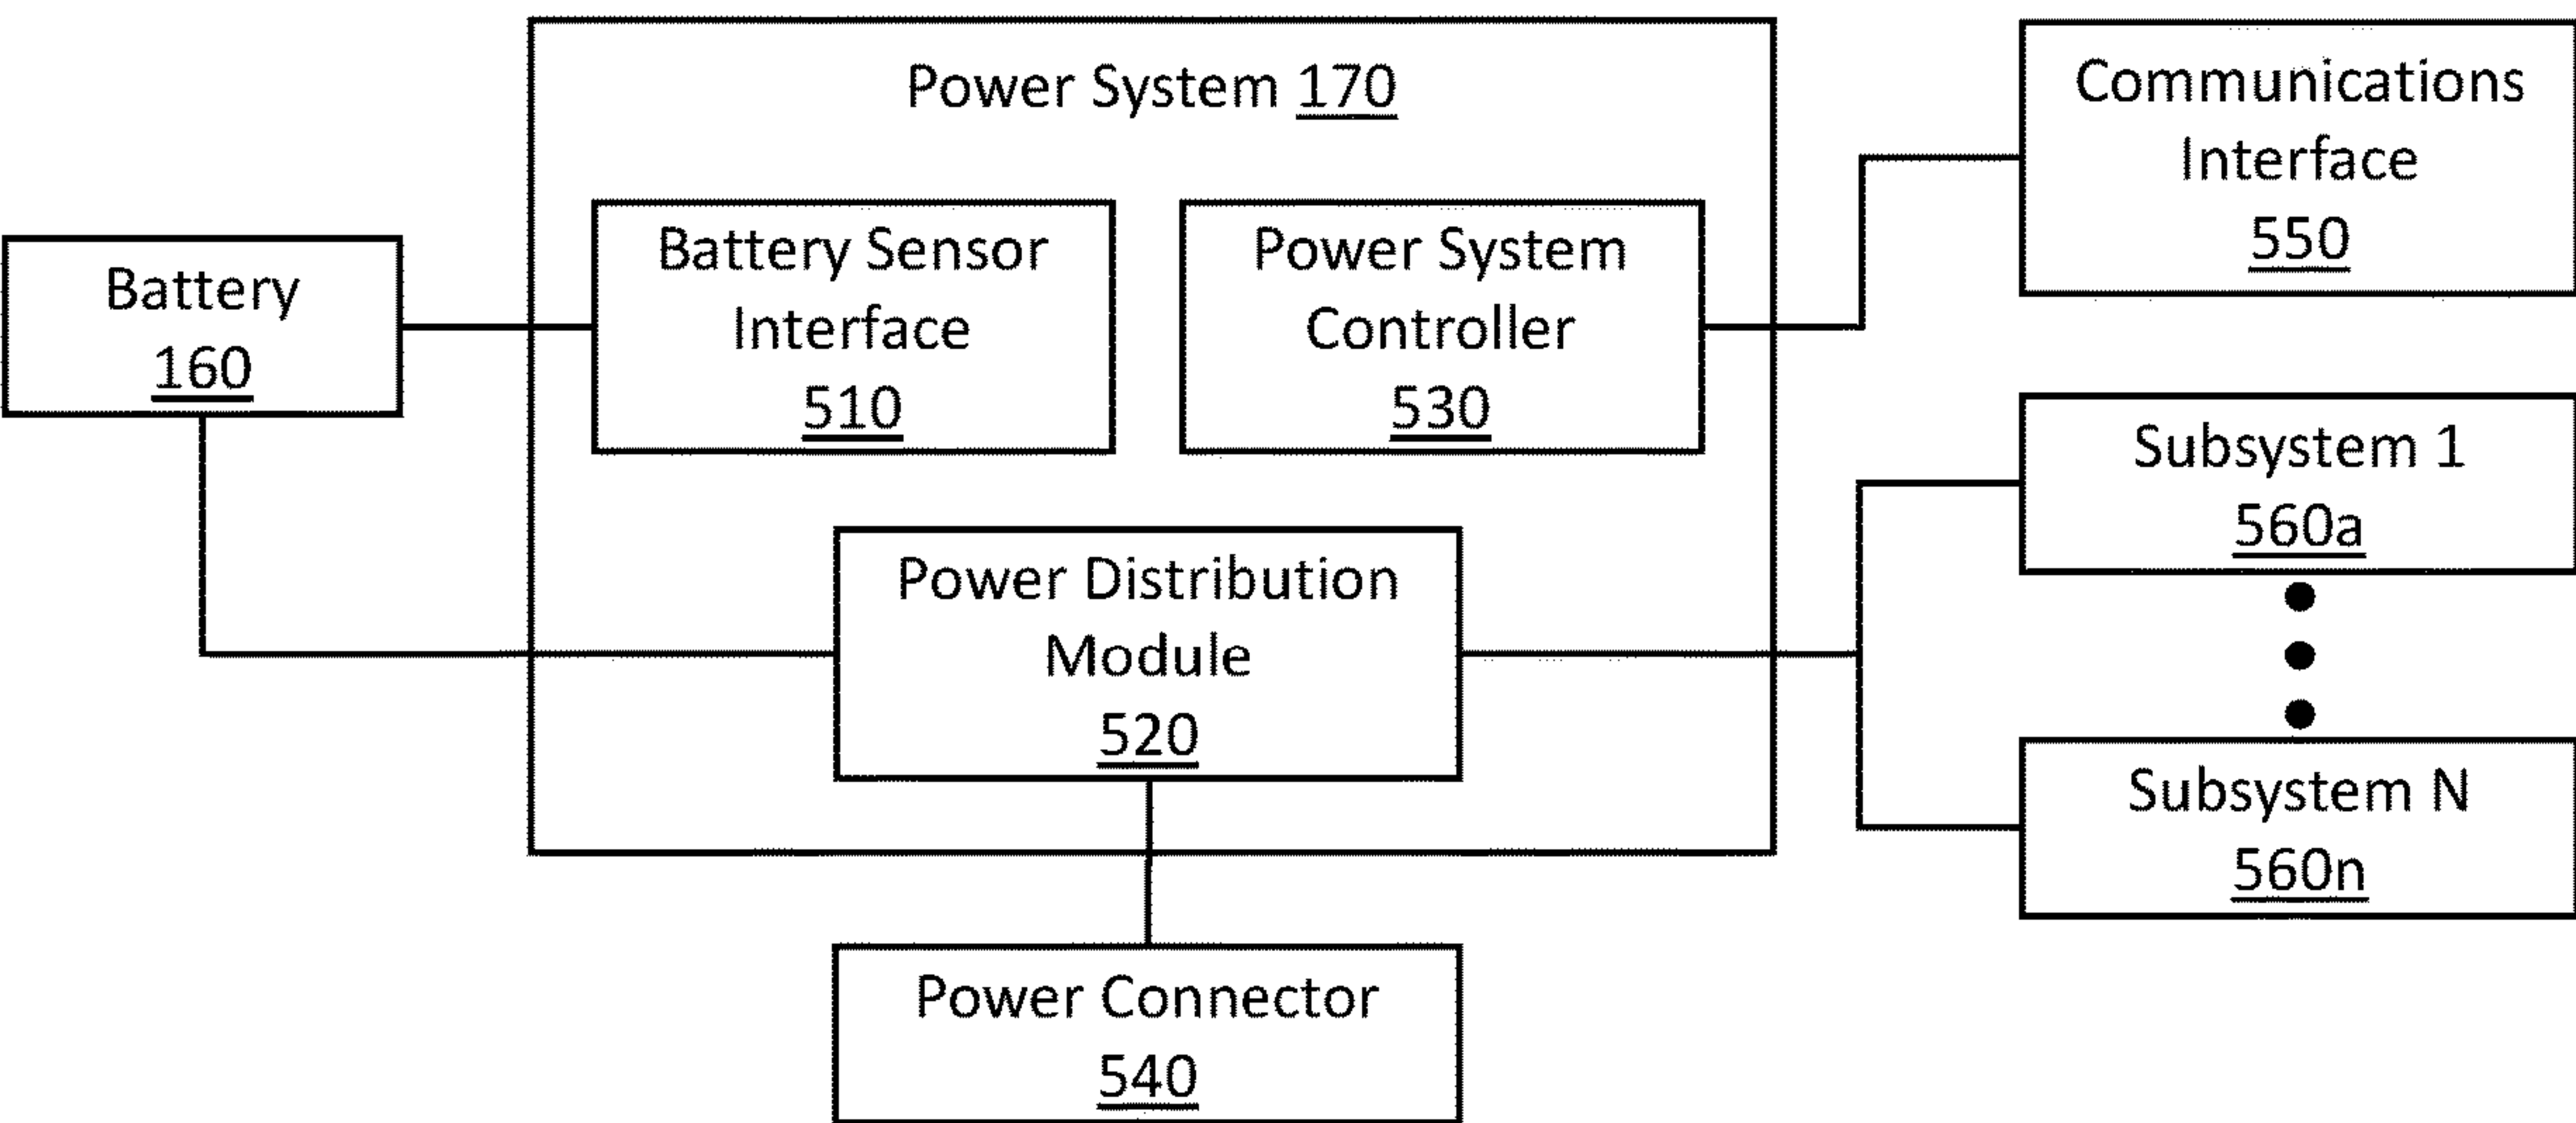 Power System 170
Communications
Interface
550
Battery
160
Battery Sensor
Interface
510
Power System
Controller
530
Subsystem 1
560a
Power Distribution
Module
520
Subsystem N
560n
Power Connector
540